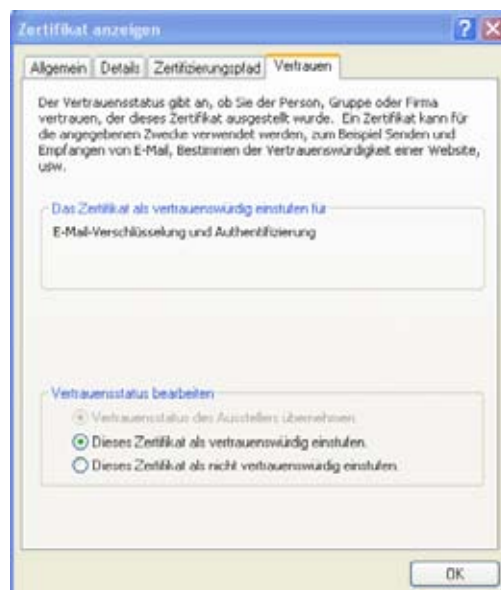 Zertifikat anzeigen
Allgemein Details Zertifizierungspfad Vertrauen
Der Vertrauensstatus gibt an, ob Sie der Person, Gruppe oder Firma
vertrauen, der dieses Zertifikat ausgestellt wurde. Ein Zertifikat kann für
die angegebenen Zwecke verwendet werden, zum Beispiel Senden und
Empfangen von E-Mail, Bestimmen der Vertrauenswürdigkeit einer Website,
usw.
Das Zertifikat als vertrauenswürdig einstufen für
E-Mail-Verschlüsselung und Authentifizierung
Vertrauensstatus bearbeiten
Vertrauensstatus des Ausstellers übernehmen.
Dieses Zertifikat als vertrauenswürdig einstufen.
Dieses Zertifikat als nicht vertrauenswürdig einstufen.
OK